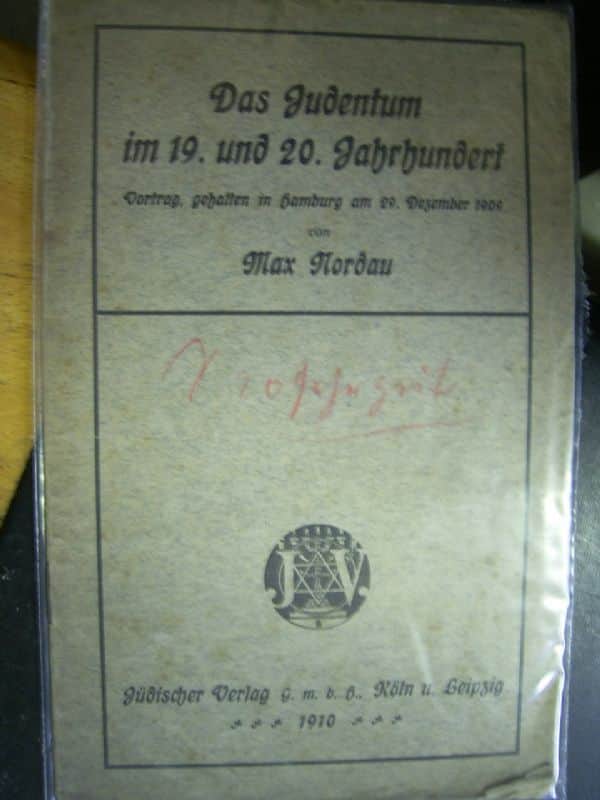 Das Judentum
im 19. und 20. Jahrhundert
Vortrag, gehalten in Hamburg am 29. Dezember 1909
von
Max Nordau
J.V.
Jüdischer Verlag G. m. b. H., Köln u. Leipzig
1910